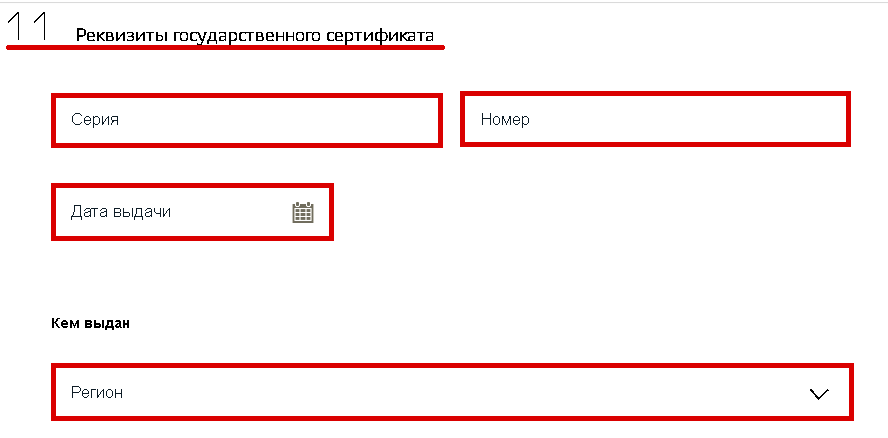 11 Реквизиты государственного сертификата
Серия Номер
Дата выдачи
Кем выдан
Регион